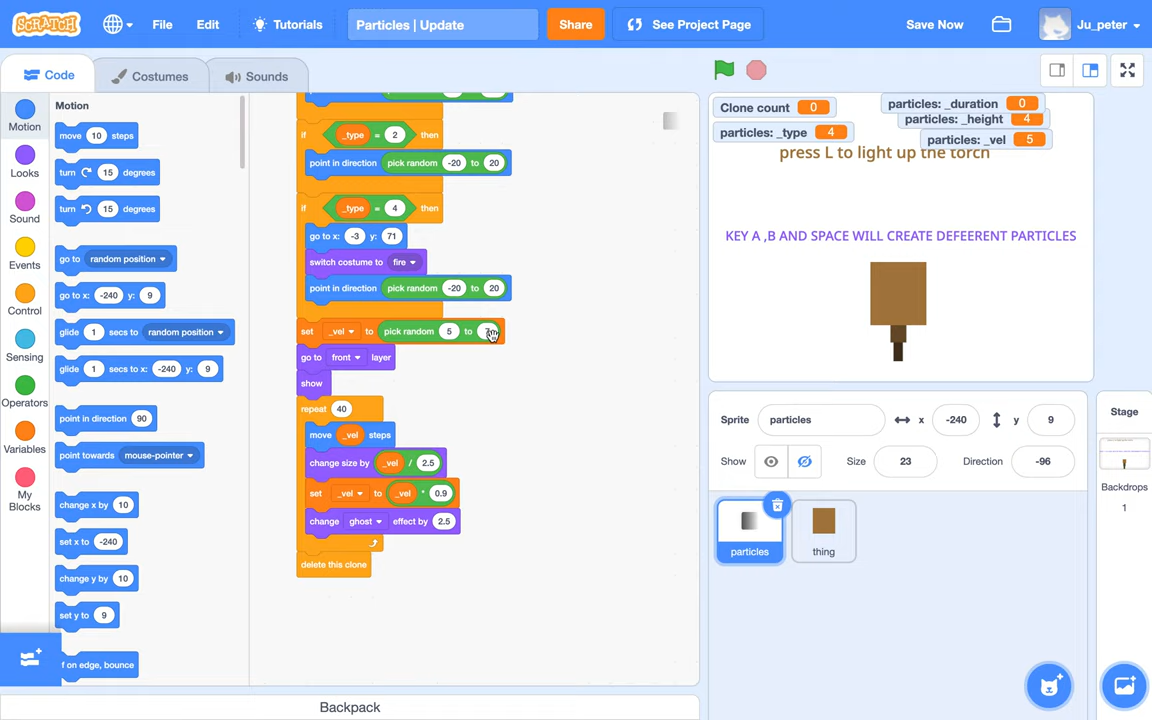 SCRATCH
File
Edit
Tutorials
Particles | Update
Share
See Project Page
Save Now
Ju_peter
Code
Costumes
Sounds
Motion
Looks
Sound
Events
Control
Sensing
Operators
Variables
My Blocks
Motion
move 10 steps
turn 15 degrees
turn 15 degrees
go to random position
go to x: -240 y: 9
glide 1 secs to random position
glide 1 secs to x: -240 y: 9
point in direction 90
point towards mouse-pointer
change x by 10
set x to -240
change y by 10
set y to 9
if on edge, bounce
if _type = 2 then
point in direction pick random -20 to 20
if _type = 4 then
go to x: -3 y: 71
switch costume to fire
point in direction pick random -20 to 20
set _vel to pick random 5 to
go to front layer
show
repeat 40
move _vel steps
change size by _vel / 2.5
set _vel to _vel * 0.9
change ghost effect by 2.5
delete this clone
Backpack
Clone count 0
particles: _type 4
particles: _duration 0
particles: _height 4
particles: _vel 5
press L to light up the torch
KEY A ,B AND SPACE WILL CREATE DEFEERENT PARTICLES
Sprite particles x -240 y 9
Show Size 23 Direction -96
particles
thing
Stage
Backdrops
1